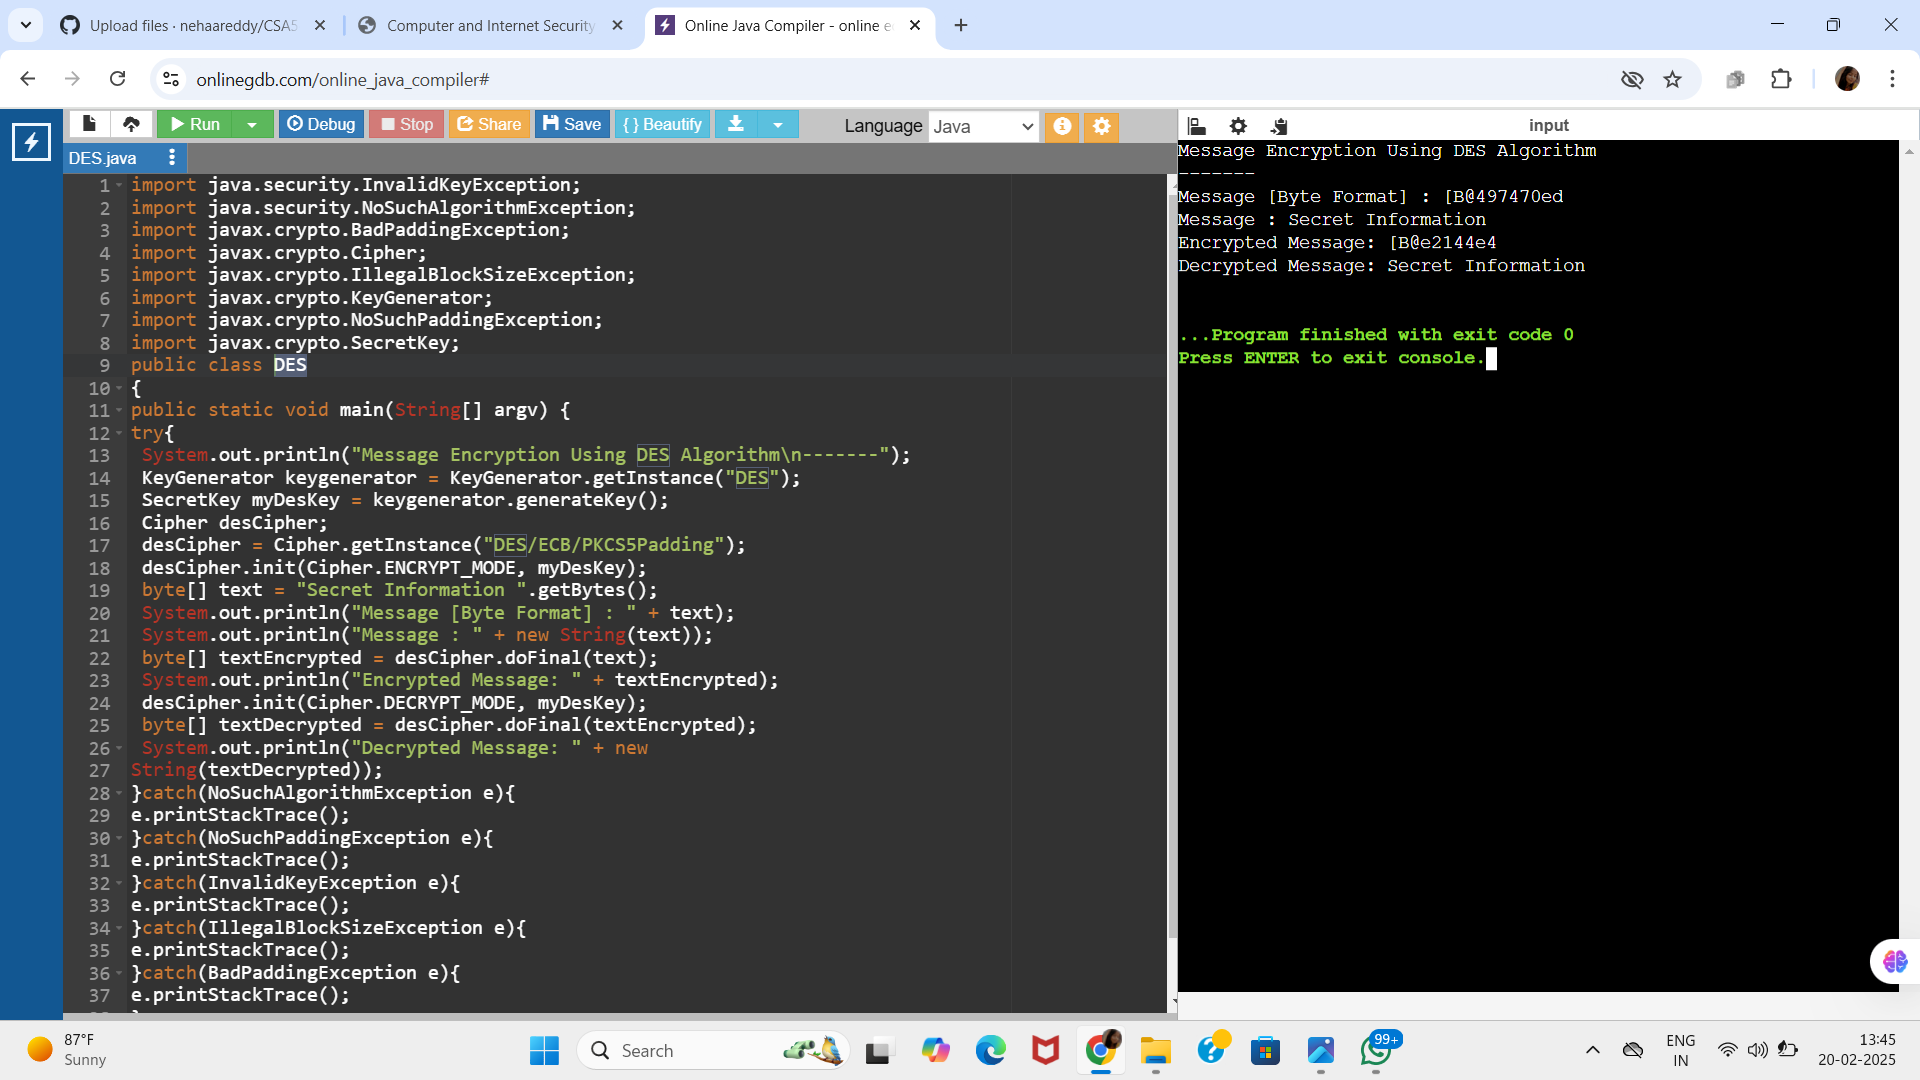 Upload files · nehaareddy/CSA5
Computer and Internet Security
Online Java Compiler - online e
onlinegdb.com/online_java_compiler#
Run
Debug
Stop
Share
Save
{ } Beautify
Language
Java
input
DES.java
1 import java.security.InvalidKeyException;
2 import java.security.NoSuchAlgorithmException;
3 import javax.crypto.BadPaddingException;
4 import javax.crypto.Cipher;
5 import javax.crypto.IllegalBlockSizeException;
6 import javax.crypto.KeyGenerator;
7 import javax.crypto.NoSuchPaddingException;
8 import javax.crypto.SecretKey;
9 public class DES
10 {
11 public static void main(String[] argv) {
12 try{
13 System.out.println("Message Encryption Using DES Algorithm\n-------");
14 KeyGenerator keygenerator = KeyGenerator.getInstance("DES");
15 SecretKey myDesKey = keygenerator.generateKey();
16 Cipher desCipher;
17 desCipher = Cipher.getInstance("DES/ECB/PKCS5Padding");
18 desCipher.init(Cipher.ENCRYPT_MODE, myDesKey);
19 byte[] text = "Secret Information ".getBytes();
20 System.out.println("Message [Byte Format] : " + text);
21 System.out.println("Message : " + new String(text));
22 byte[] textEncrypted = desCipher.doFinal(text);
23 System.out.println("Encrypted Message: " + textEncrypted);
24 desCipher.init(Cipher.DECRYPT_MODE, myDesKey);
25 byte[] textDecrypted = desCipher.doFinal(textEncrypted);
26 System.out.println("Decrypted Message: " + new
27 String(textDecrypted));
28 }catch(NoSuchAlgorithmException e){
29 e.printStackTrace();
30 }catch(NoSuchPaddingException e){
31 e.printStackTrace();
32 }catch(InvalidKeyException e){
33 e.printStackTrace();
34 }catch(IllegalBlockSizeException e){
35 e.printStackTrace();
36 }catch(BadPaddingException e){
37 e.printStackTrace();
Message Encryption Using DES Algorithm
-------
Message [Byte Format] : [B@497470ed
Message : Secret Information
Encrypted Message: [B@e2144e4
Decrypted Message: Secret Information
...Program finished with exit code 0
Press ENTER to exit console.
87°F
Sunny
Search
99+
ENG
IN
13:45
20-02-2025